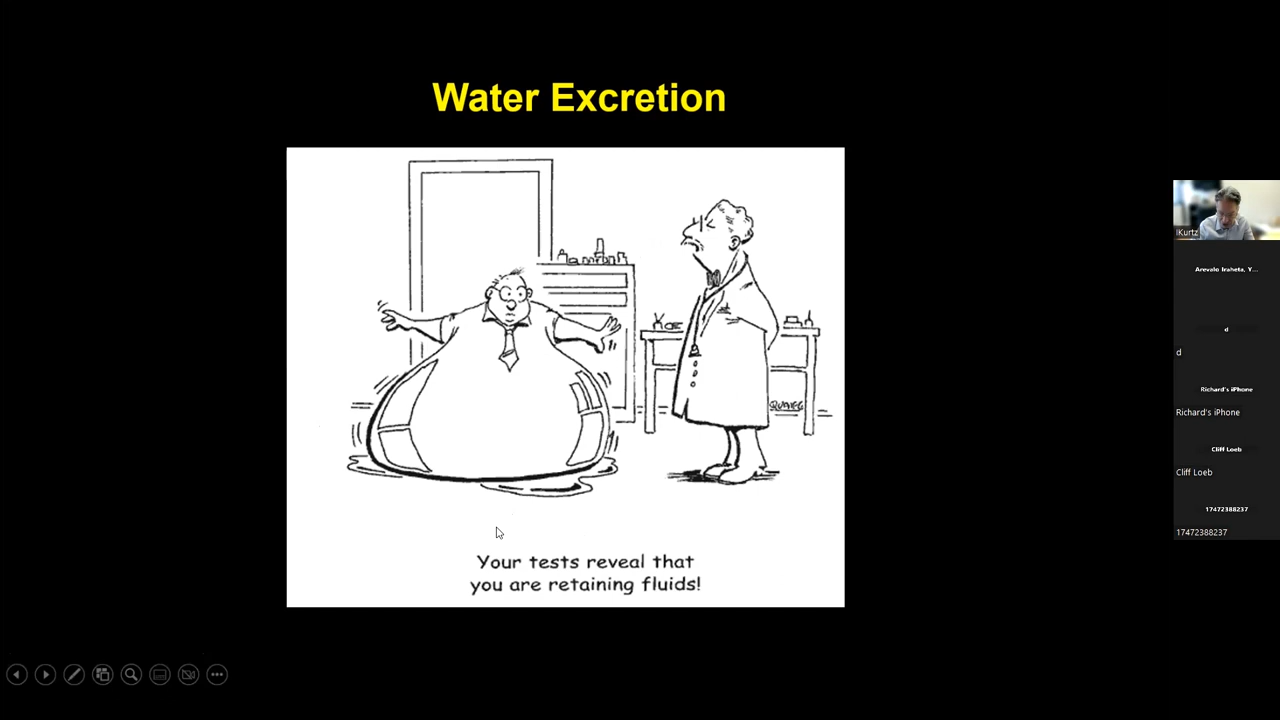 Water Excretion
Your tests reveal that
you are retaining fluids!
IKurtz
Arevalo Iraheta, Y...
d
d
Richard's iPhone
Richard's iPhone
Cliff Loeb
Cliff Loeb
17472388237
17472388237